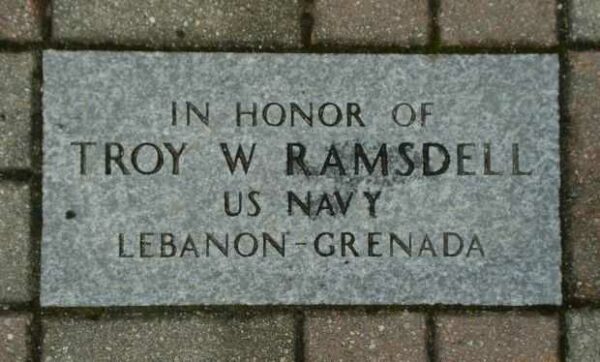 IN HONOR OF
TROY W RAMSDELL
US NAVY
LEBANON-GRENADA